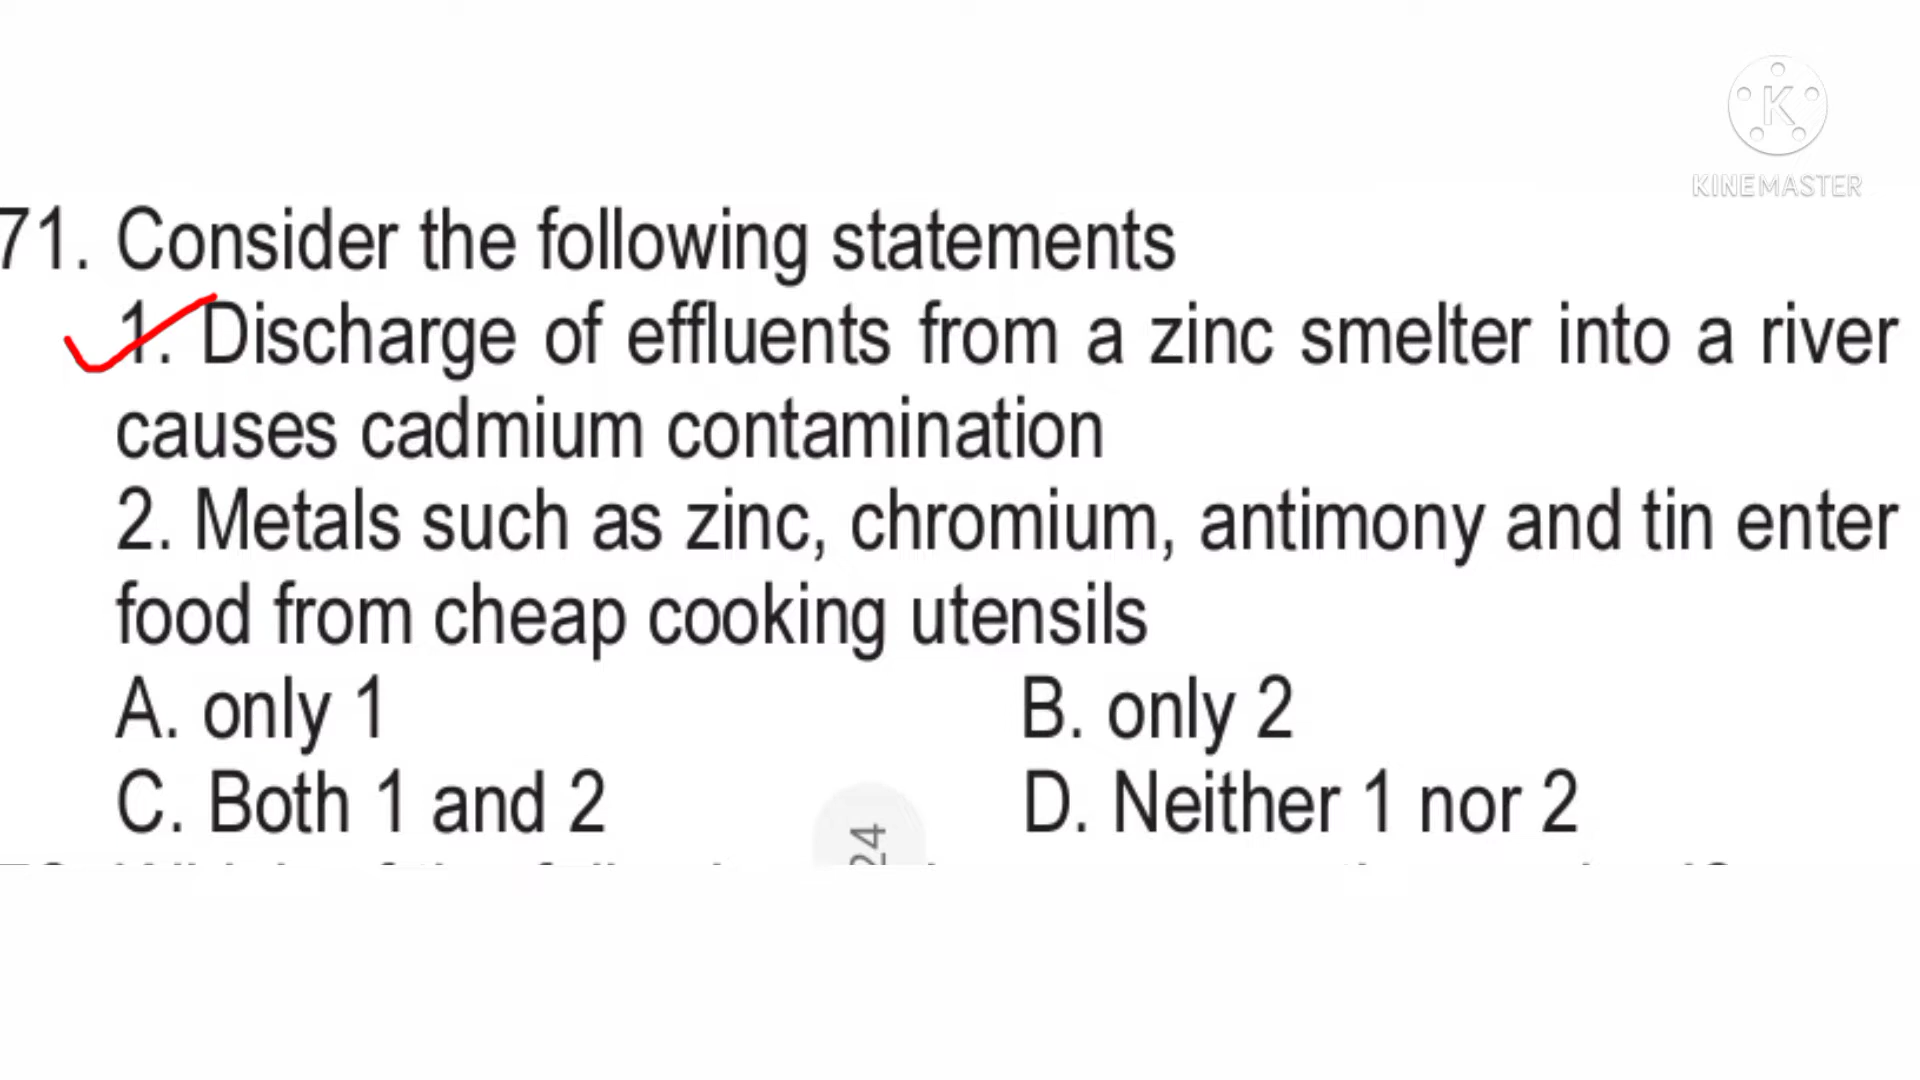 K
KINEMASTER
71. Consider the following statements
1. Discharge of effluents from a zinc smelter into a river
causes cadmium contamination
2. Metals such as zinc, chromium, antimony and tin enter
food from cheap cooking utensils
A. only 1
B. only 2
C. Both 1 and 2
D. Neither 1 nor 2
24